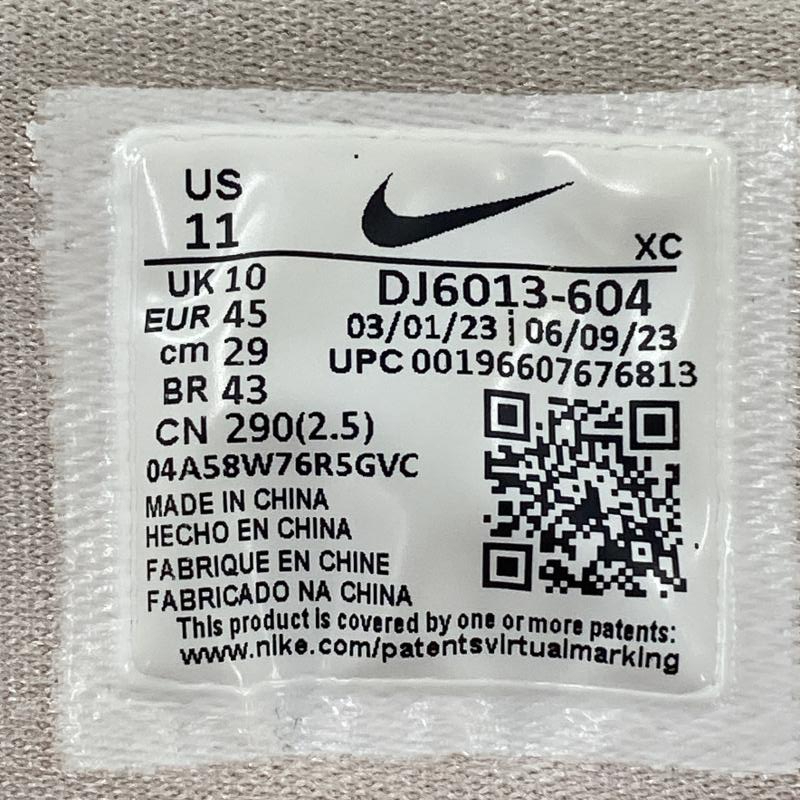 US
11
XC
UK 10
EUR 45
cm 29
BR 43
CN 290(2.5)
DJ6013-604
03/01/23 | 06/09/23
UPC 00196607676813
04A58W76R5GVC
MADE IN CHINA
HECHO EN CHINA
FABRIQUE EN CHINE
FABRICADO NA CHINA
This product is covered by one or more patents:
www.nike.com/patentsvirtualmarking